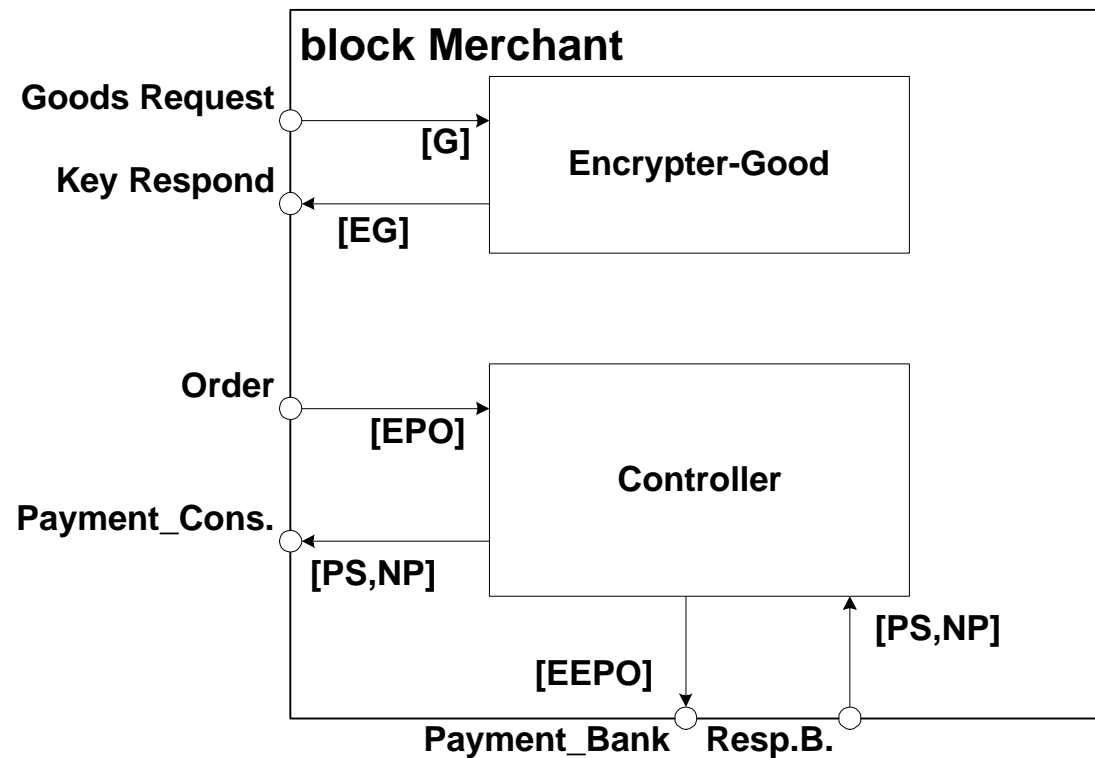 block Merchant
Goods Request
[G]
Encrypter-Good
Key Respond
[EG]
Order
[EPO]
Controller
Payment_Cons.
[PS,NP]
[PS,NP]
[EEPO]
Payment_Bank
Resp.B.